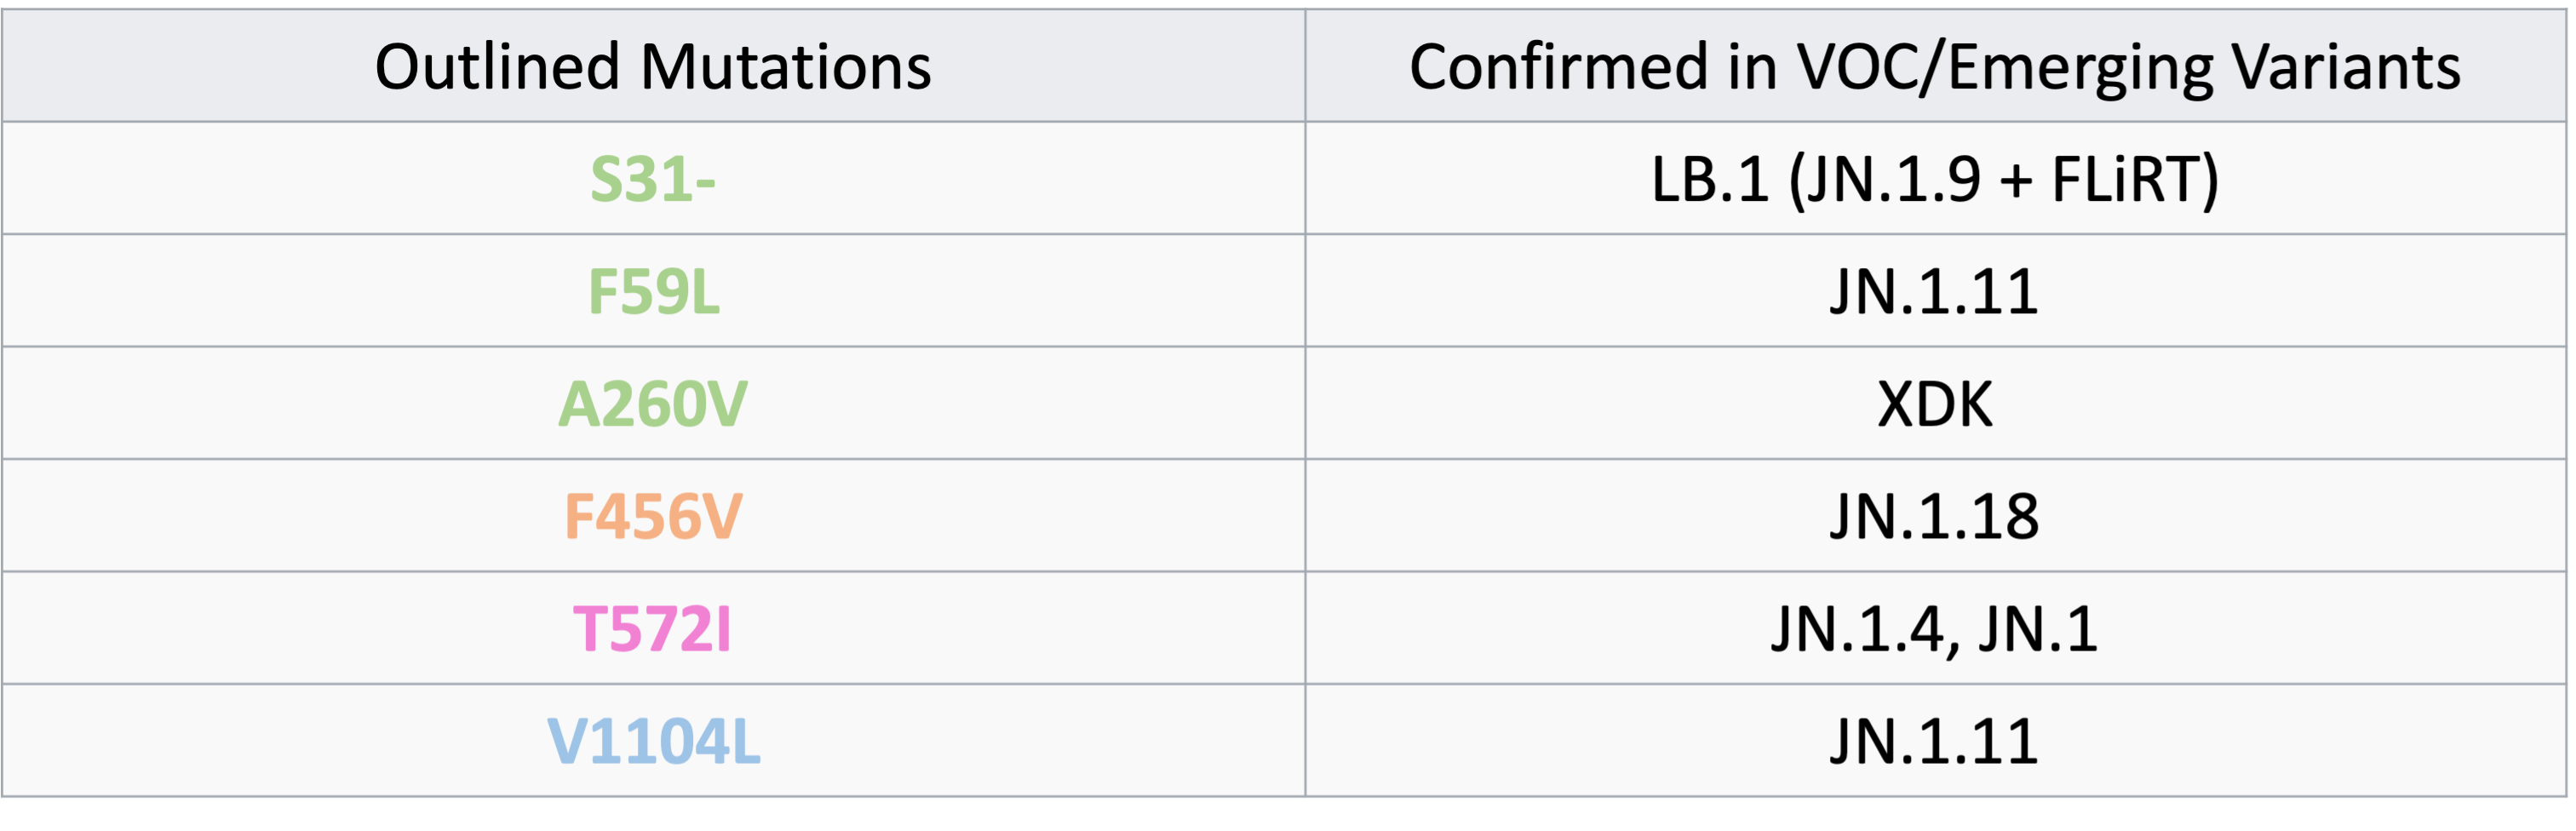 Outlined Mutations Confirmed in VOC/Emerging Variants
S31- LB.1 (JN.1.9 + FLiRT)
F59L JN.1.11
A260V XDK
F456V JN.1.18
T572I JN.1.4, JN.1
V1104L JN.1.11